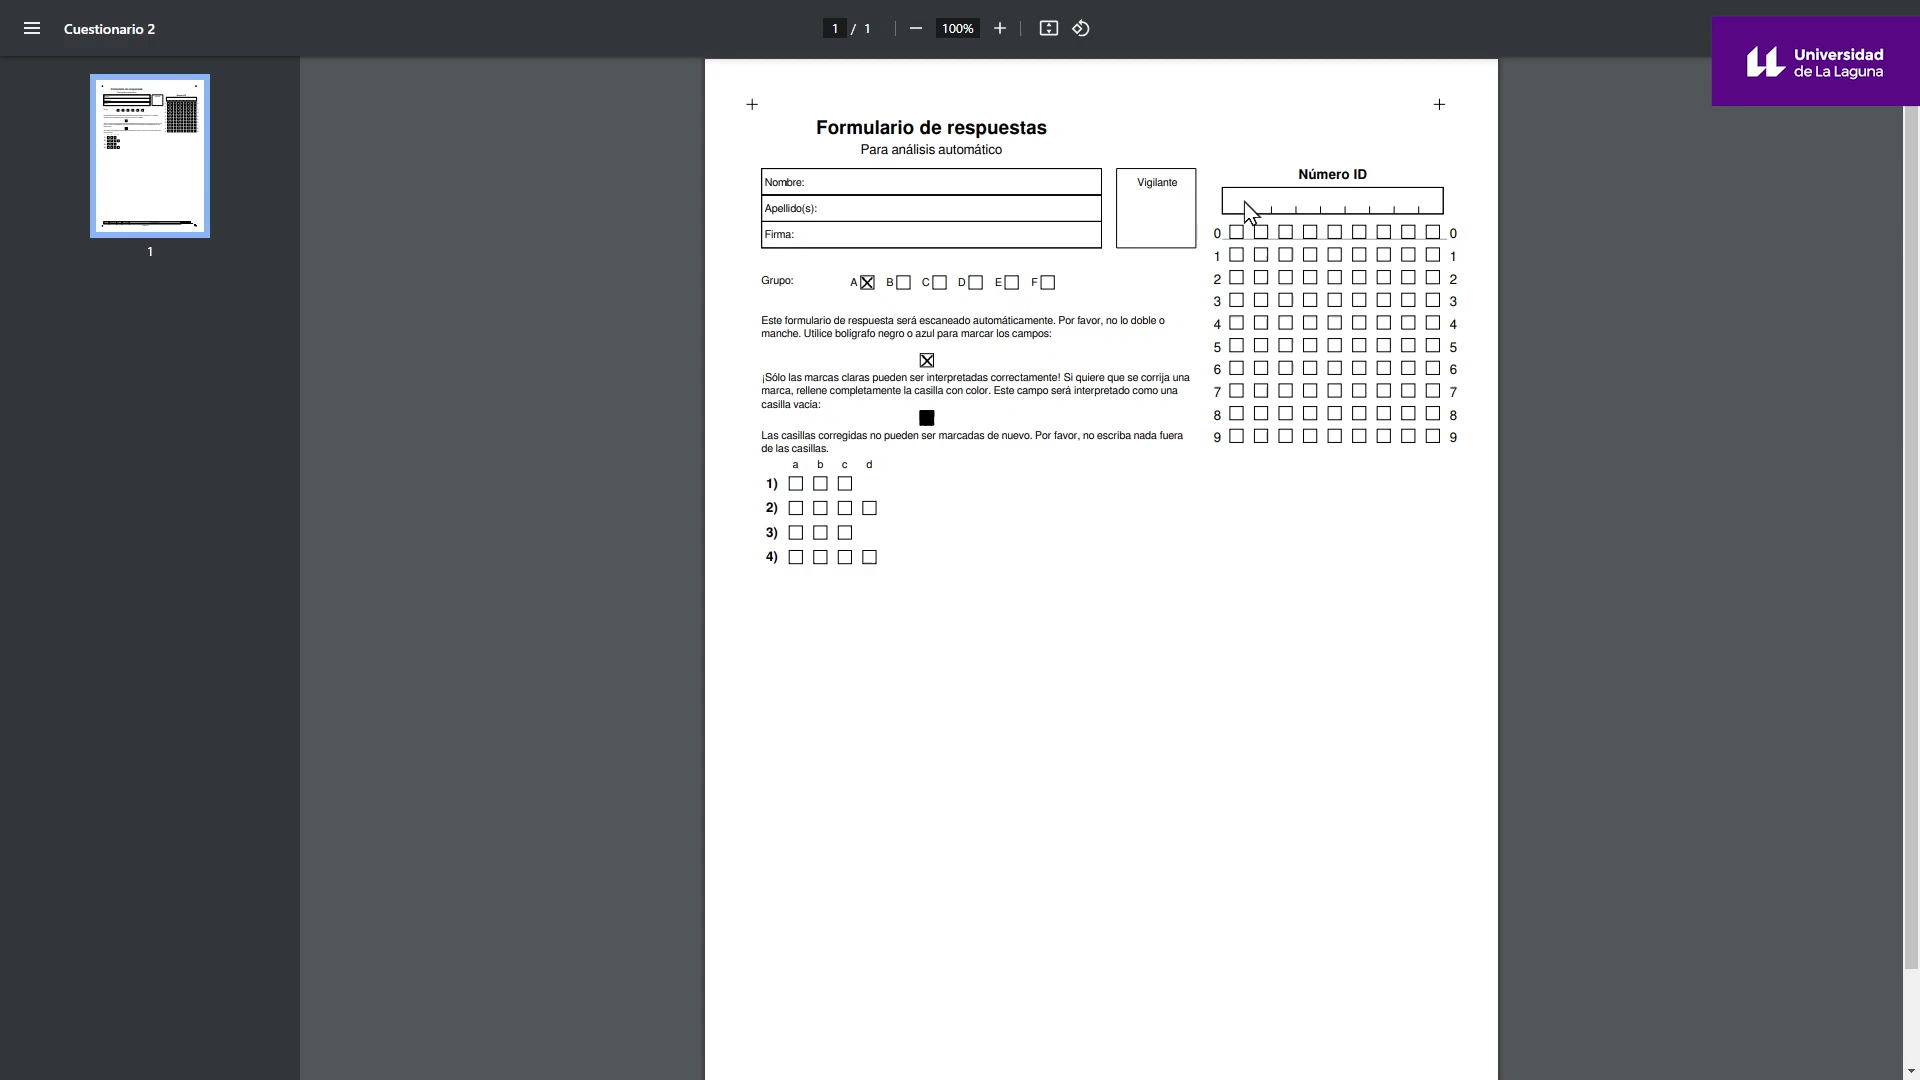 Cuestionario 2
1 / 1
100%
Universidad
de La Laguna
1
Formulario de respuestas
Para análisis automático
Nombre:
Apellido(s):
Firma:
Vigilante
Número ID
0 0
1 1
2 2
3 3
4 4
5 5
6 6
7 7
8 8
9 9
Grupo: A B C D E F
Este formulario de respuesta será escaneado automáticamente. Por favor, no lo doble o
manche. Utilice bolígrafo negro o azul para marcar los campos:
¡Sólo las marcas claras pueden ser interpretadas correctamente! Si quiere que se corrija una
marca, rellene completamente la casilla con color. Este campo será interpretado como una
casilla vacía:
Las casillas corregidas no pueden ser marcadas de nuevo. Por favor, no escriba nada fuera
de las casillas.
a b c d
1)
2)
3)
4)